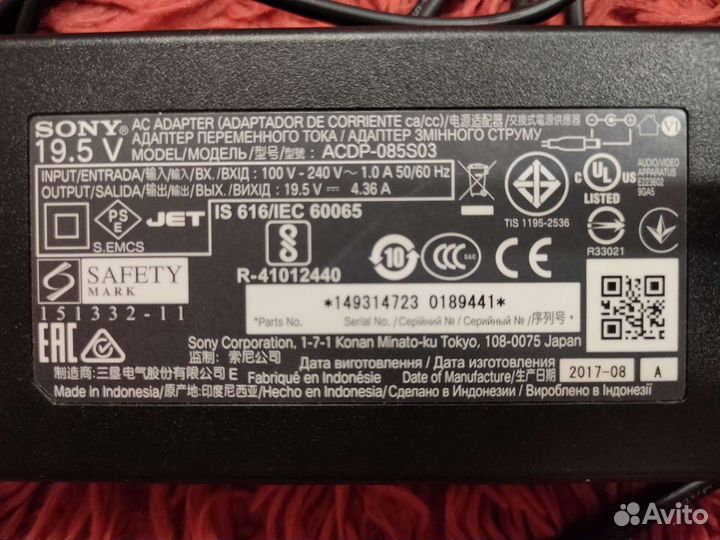 SONY® AC ADAPTER (ADAPTADOR DE CORRIENTE ca/cc)/电源适配器/交換式電源供應器
19.5 V АДАПТЕР ПЕРЕМЕННОГО ТОКА / АДАПТЕР ЗМІННОГО СТРУМУ
MODEL/МОДЕЛЬ/型号/型號: ACDP-085S03
VI
INPUT/ENTRADA/输入/輸入/ВХ./ВХІД: 100 V - 240 V ~ 1.0 A 50/60 Hz
OUTPUT/SALIDA/输出/輸出/ВЫХ. / ВИХІД: 19.5 V ⎓ 4.36 A
PS
E
JET
S.EMCS
IS 616/IEC 60065
R-41012440
TIS 1195-2536
C UL US
LISTED
AUDIO/VIDEO
APPARATUS
E223602
9GA5
10
CCC
S&E
R33021
S SAFETY
MARK
151332-11
*149314723 0189441*
*Parts No. Serial No. / Серійний № / Серийный № /序列号*
EAC
Sony Corporation, 1-7-1 Konan Minato-ku Tokyo, 108-0075 Japan
监制: 索尼公司
Дата виготовлення / Дата изготовления
制造商: 三垦电气股份有限公司 E Fabriqué en Indonésie Date of Manufacture/生产日期 2017-08 A
Made in Indonesia/原产地:印度尼西亚/Hecho en Indonesia/Сделано в Индонезии / Вироблено в Індонезії
Avito